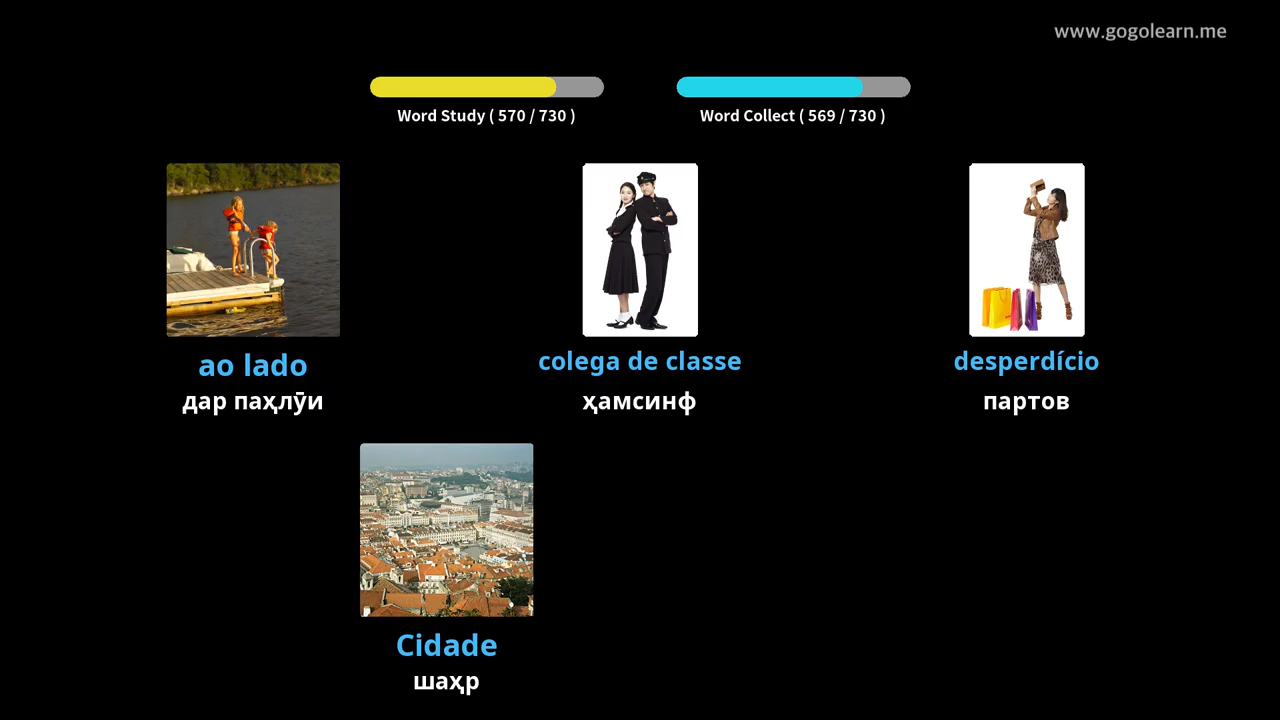 www.gogolearn.me
Word Study ( 570 / 730 )
Word Collect ( 569 / 730 )
ao lado
дар паҳлӯи
colega de classe
ҳамсинф
desperdício
партов
Cidade
шаҳр